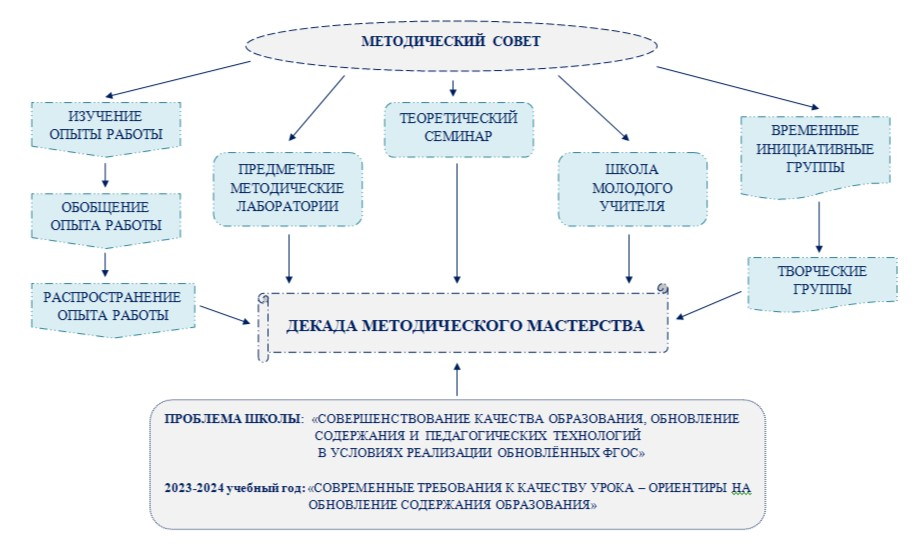 МЕТОДИЧЕСКИЙ СОВЕТ
ИЗУЧЕНИЕ
ОПЫТЫ РАБОТЫ
ОБОБЩЕНИЕ
ОПЫТА РАБОТЫ
РАСПРОСТРАНЕНИЕ
ОПЫТА РАБОТЫ
ПРЕДМЕТНЫЕ
МЕТОДИЧЕСКИЕ
ЛАБОРАТОРИИ
ТЕОРЕТИЧЕСКИЙ
СЕМИНАР
ШКОЛА
МОЛОДОГО
УЧИТЕЛЯ
ВРЕМЕННЫЕ
ИНИЦИАТИВНЫЕ
ГРУППЫ
ТВОРЧЕСКИЕ
ГРУППЫ
ДЕКАДА МЕТОДИЧЕСКОГО МАСТЕРСТВА
ПРОБЛЕМА ШКОЛЫ: «СОВЕРШЕНСТВОВАНИЕ КАЧЕСТВА ОБРАЗОВАНИЯ, ОБНОВЛЕНИЕ
СОДЕРЖАНИЯ И ПЕДАГОГИЧЕСКИХ ТЕХНОЛОГИЙ
В УСЛОВИЯХ РЕАЛИЗАЦИИ ОБНОВЛЁННЫХ ФГОС»
2023-2024 учебный год: «СОВРЕМЕННЫЕ ТРЕБОВАНИЯ К КАЧЕСТВУ УРОКА – ОРИЕНТИРЫ НА
ОБНОВЛЕНИЕ СОДЕРЖАНИЯ ОБРАЗОВАНИЯ»